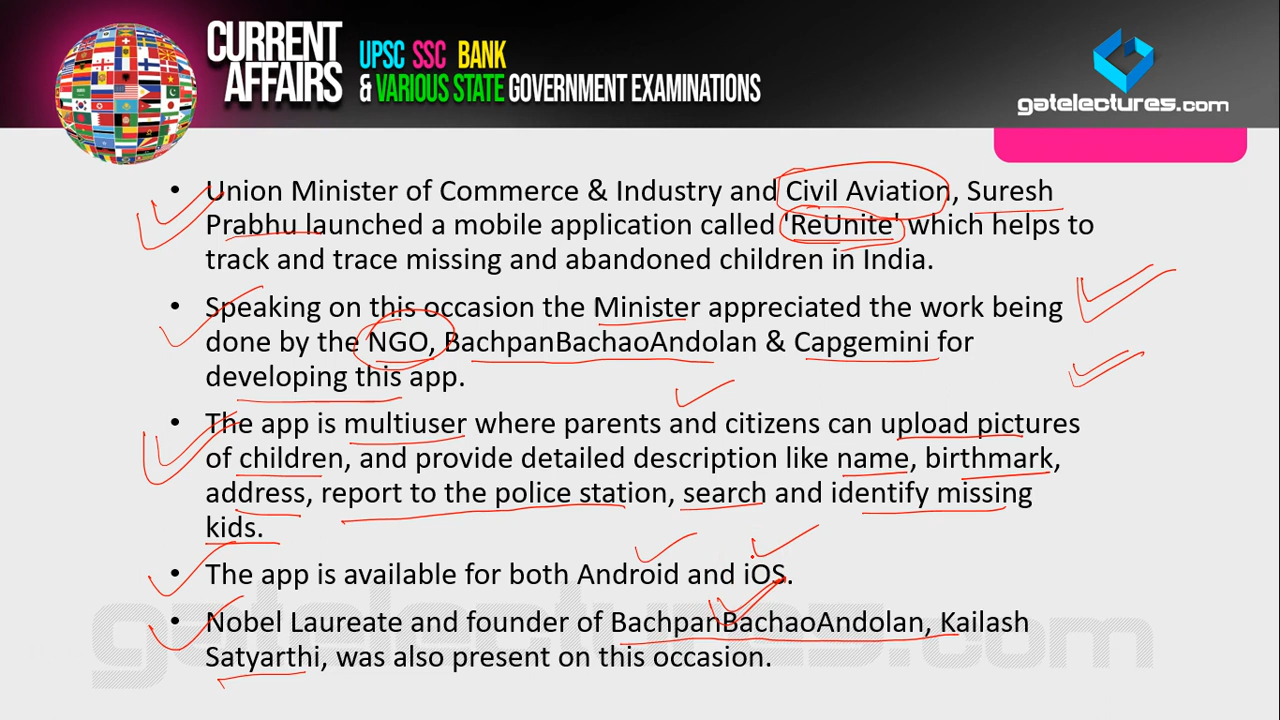 CURRENT
AFFAIRS
UPSC SSC BANK
& VARIOUS STATE GOVERNMENT EXAMINATIONS
gatelectures.com
• Union Minister of Commerce & Industry and Civil Aviation, Suresh
Prabhu launched a mobile application called 'ReUnite' which helps to
track and trace missing and abandoned children in India.
• Speaking on this occasion the Minister appreciated the work being
done by the NGO, BachpanBachaoAndolan & Capgemini for
developing this app.
• The app is multiuser where parents and citizens can upload pictures
of children, and provide detailed description like name, birthmark,
address, report to the police station, search and identify missing
kids.
• The app is available for both Android and iOS.
• Nobel Laureate and founder of BachpanBachaoAndolan, Kailash
Satyarthi, was also present on this occasion.
gatelectures.com